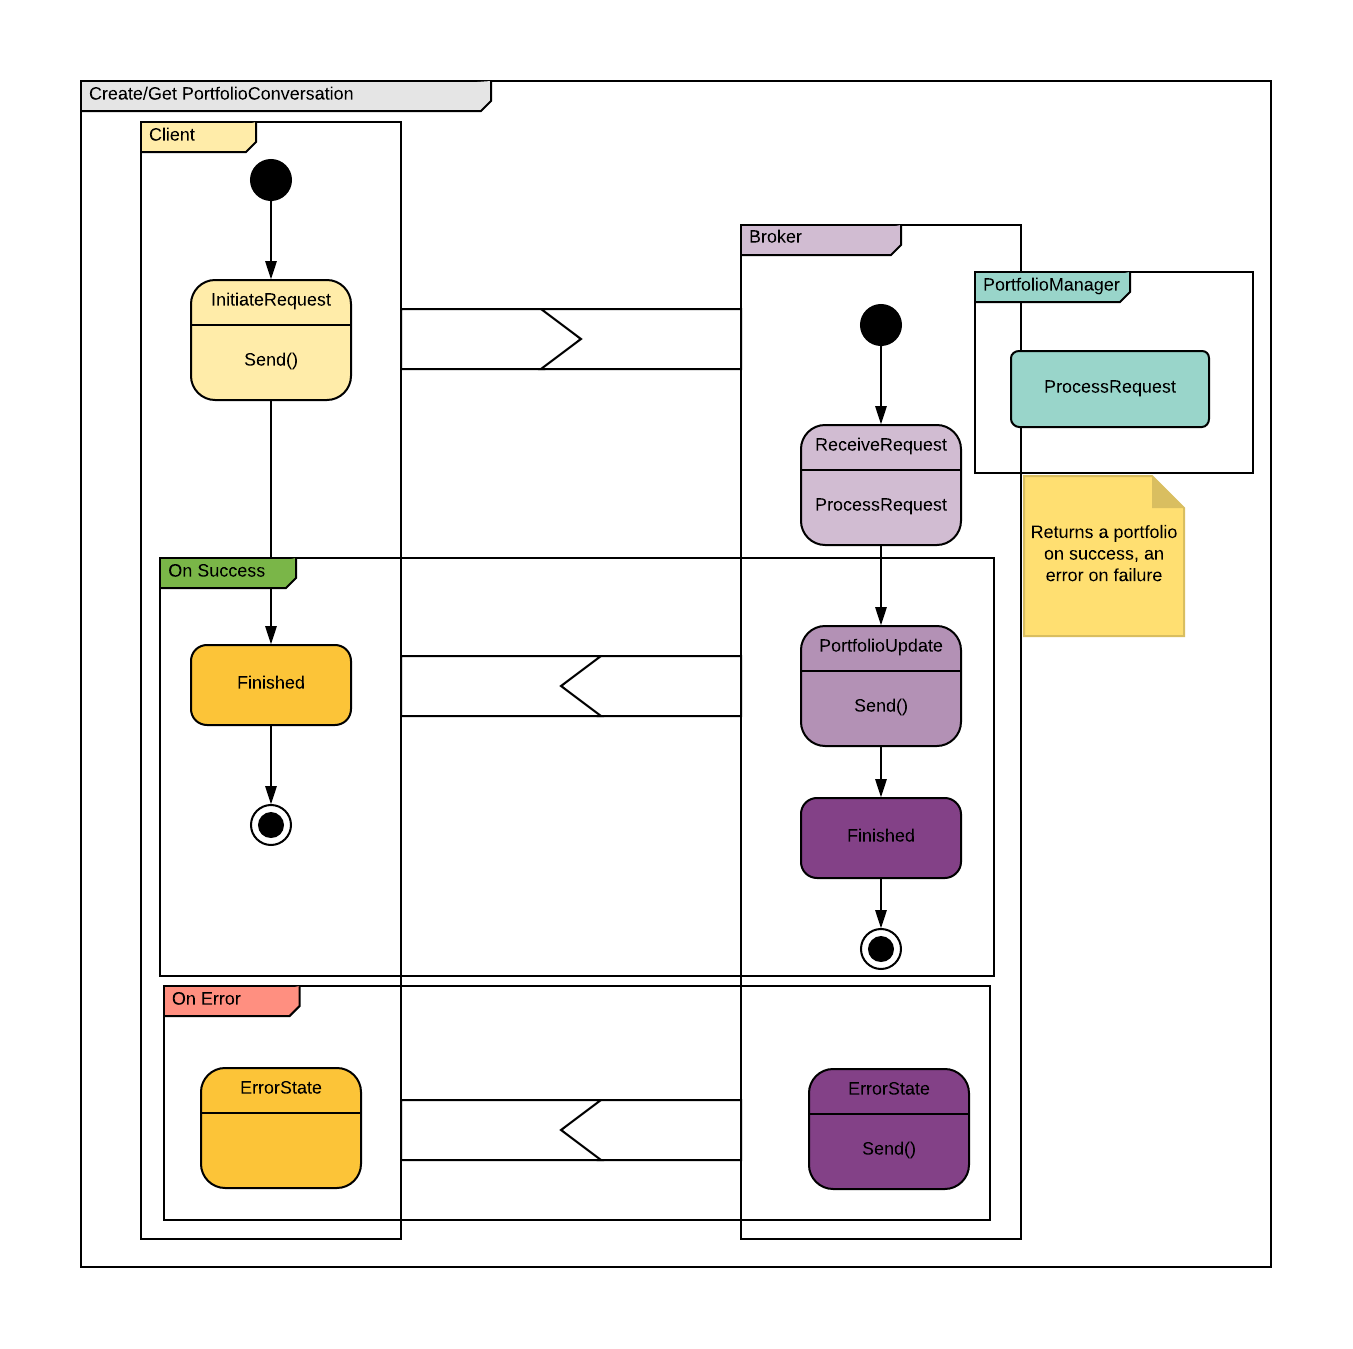 Create/Get PortfolioConversation
Client
InitiateRequest
Send()
Broker
PortfolioManager
ProcessRequest
ReceiveRequest
ProcessRequest
Returns a portfolio
on success, an
error on failure
On Success
Finished
PortfolioUpdate
Send()
Finished
On Error
ErrorState
ErrorState
Send()